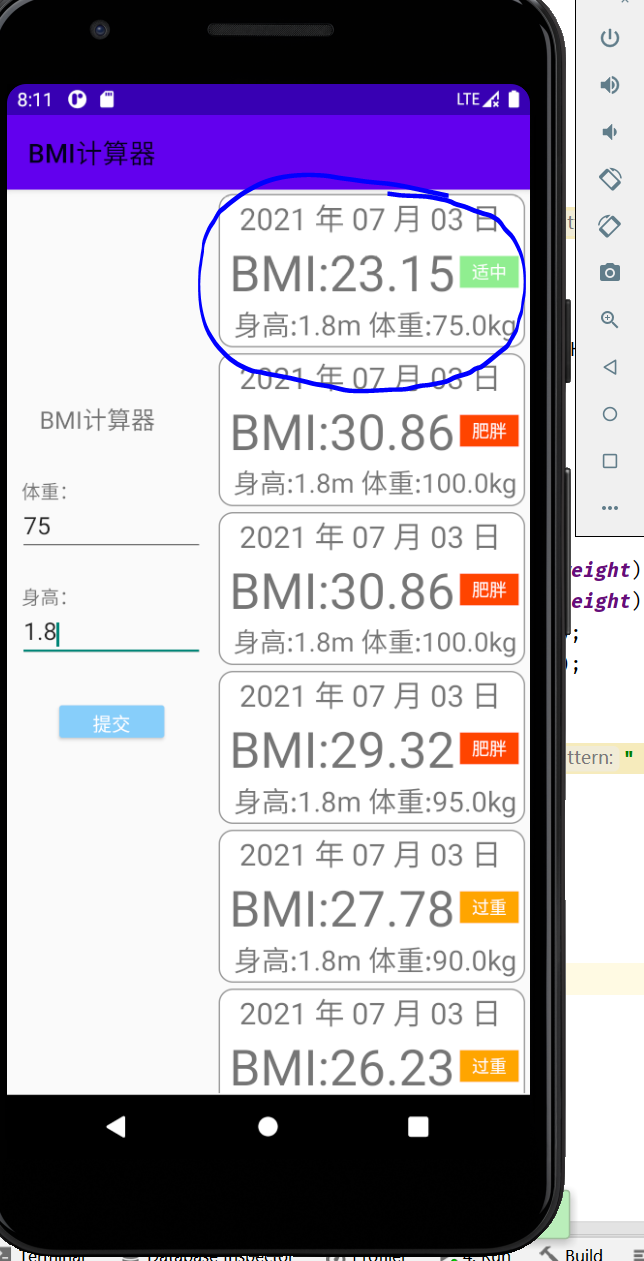 8:11 LTE
BMI计算器
BMI计算器
体重：
75
身高：
1.8
提交
2021 年 07 月 03 日
BMI:23.15 适中
身高:1.8m 体重:75.0kg
2021 年 07 月 03 日
BMI:30.86 肥胖
身高:1.8m 体重:100.0kg
2021 年 07 月 03 日
BMI:30.86 肥胖
身高:1.8m 体重:100.0kg
2021 年 07 月 03 日
BMI:29.32 肥胖
身高:1.8m 体重:95.0kg
2021 年 07 月 03 日
BMI:27.78 过重
身高:1.8m 体重:90.0kg
2021 年 07 月 03 日
BMI:26.23 过重
eight)
eight)
;
);
ttern: "
Terminal Database Inspector Profiler 4: Run Build